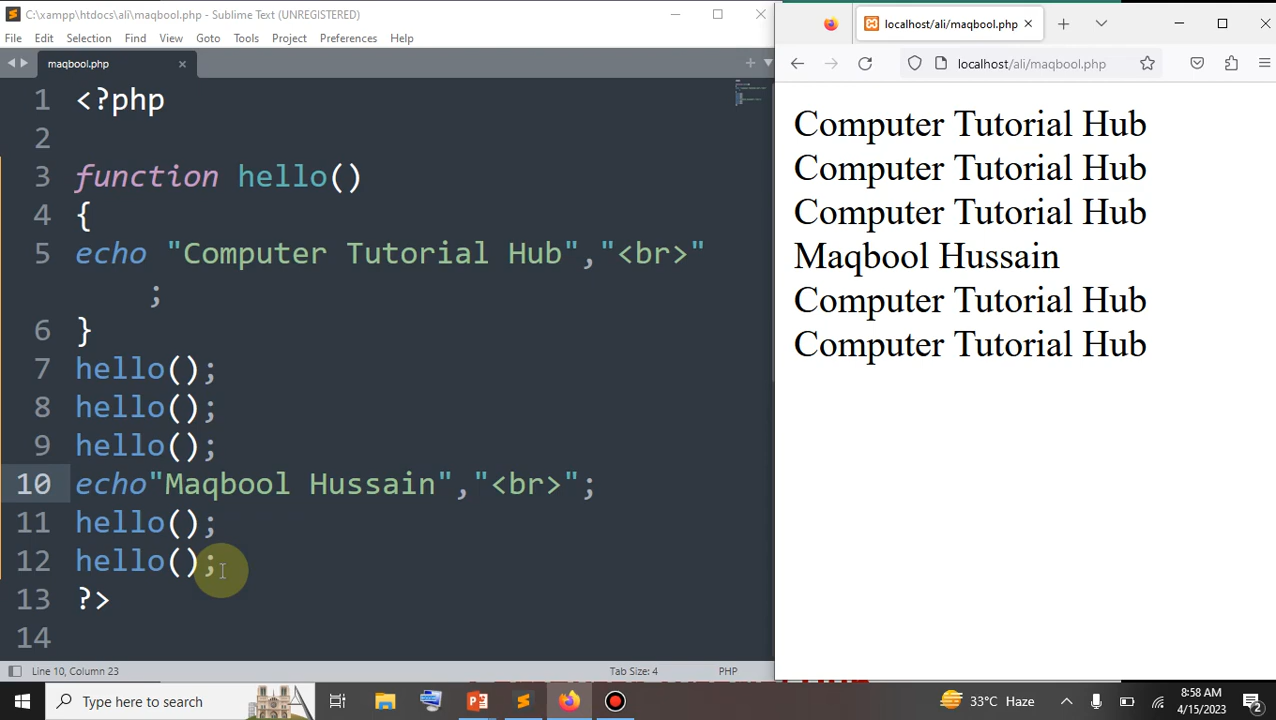 C:\xampp\htdocs\ali\maqbool.php - Sublime Text (UNREGISTERED)
File Edit Selection Find View Goto Tools Project Preferences Help
maqbool.php
1 <?php
2
3 function hello()
4 {
5 echo "Computer Tutorial Hub","<br>"
;
6 }
7 hello();
8 hello();
9 hello();
10 echo"Maqbool Hussain","<br>";
11 hello();
12 hello();
13 ?>
14
Line 10, Column 23 Tab Size: 4 PHP
localhost/ali/maqbool.php
localhost/ali/maqbool.php
Computer Tutorial Hub
Computer Tutorial Hub
Computer Tutorial Hub
Maqbool Hussain
Computer Tutorial Hub
Computer Tutorial Hub
Type here to search
33°C Haze
8:58 AM
4/15/2023
2